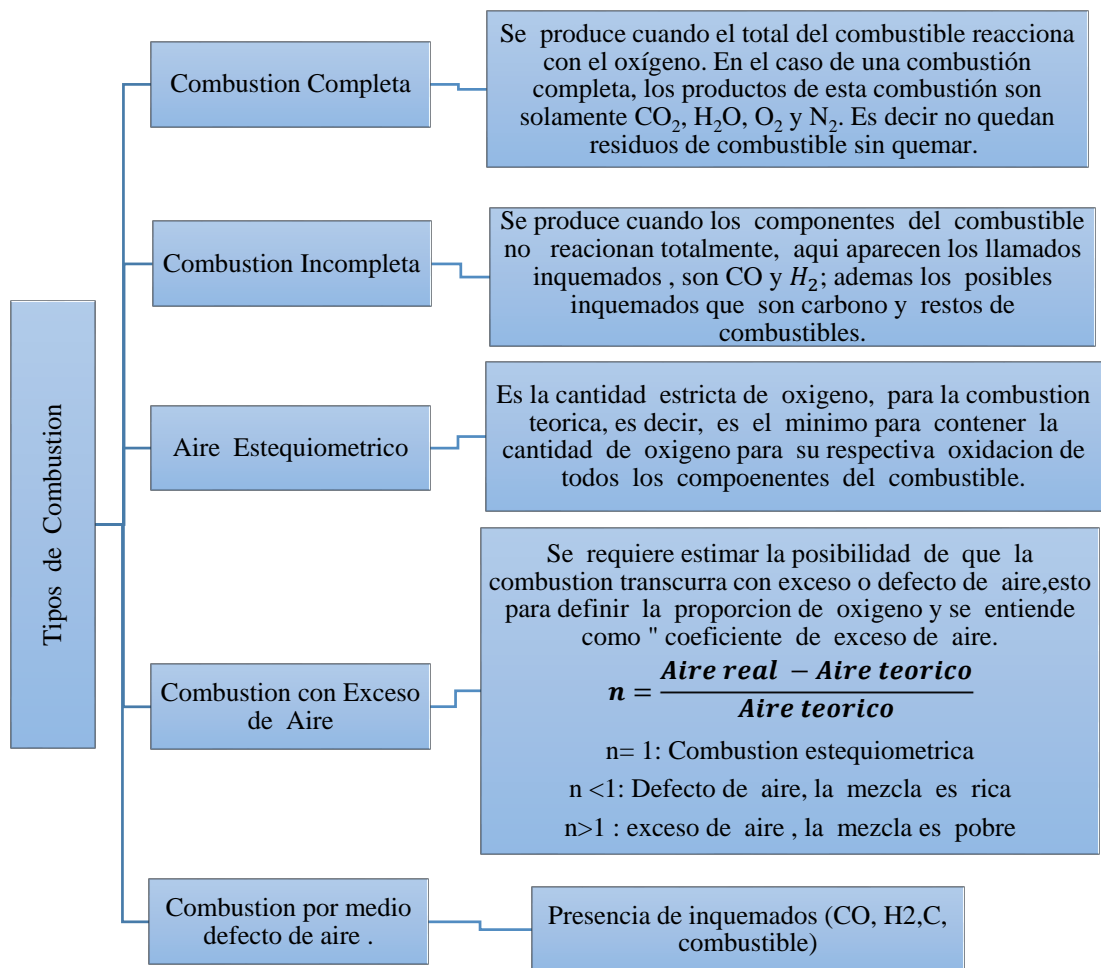 Tipos de Combustion
Combustion Completa
Se produce cuando el total del combustible reacciona
con el oxígeno. En el caso de una combustión
completa, los productos de esta combustión son
solamente CO₂, H₂O, O₂ y N₂. Es decir no quedan
residuos de combustible sin quemar.
Combustion Incompleta
Se produce cuando los componentes del combustible
no reacionan totalmente, aqui aparecen los llamados
inquemados , son CO y H₂; ademas los posibles
inquemados que son carbono y restos de
combustibles.
Aire Estequiometrico
Es la cantidad estricta de oxigeno, para la combustion
teorica, es decir, es el minimo para contener la
cantidad de oxigeno para su respectiva oxidacion de
todos los compoenentes del combustible.
Combustion con Exceso
de Aire
Se requiere estimar la posibilidad de que la
combustion transcurra con exceso o defecto de aire,esto
para definir la proporcion de oxigeno y se entiende
como " coeficiente de exceso de aire.
n = Aire real − Aire teorico
Aire teorico
n= 1: Combustion estequiometrica
n <1: Defecto de aire, la mezcla es rica
n>1 : exceso de aire , la mezcla es pobre
Combustion por medio
defecto de aire .
Presencia de inquemados (CO, H2,C,
combustible)